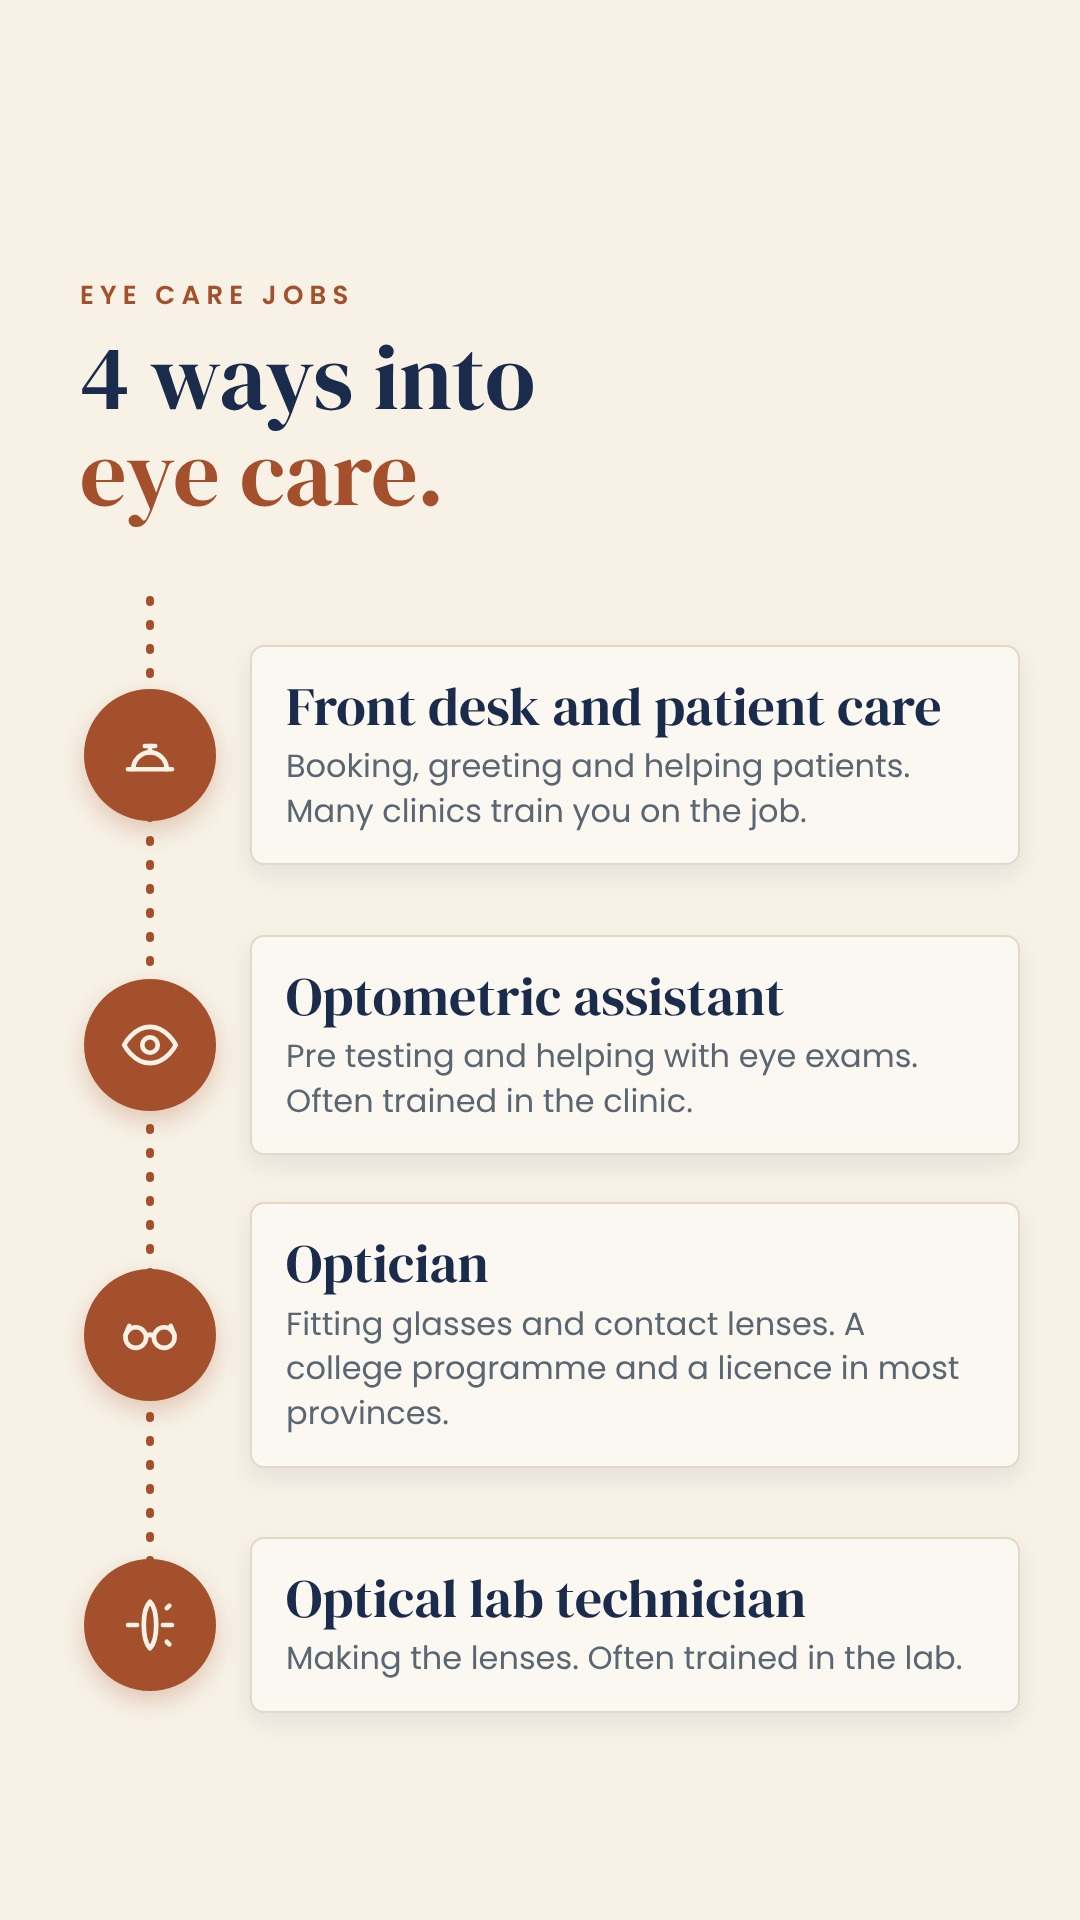 EYE CARE JOBS
4 ways into
eye care.
Front desk and patient care
Booking, greeting and helping patients.
Many clinics train you on the job.
Optometric assistant
Pre testing and helping with eye exams.
Often trained in the clinic.
Optician
Fitting glasses and contact lenses. A
college programme and a licence in most
provinces.
Optical lab technician
Making the lenses. Often trained in the lab.